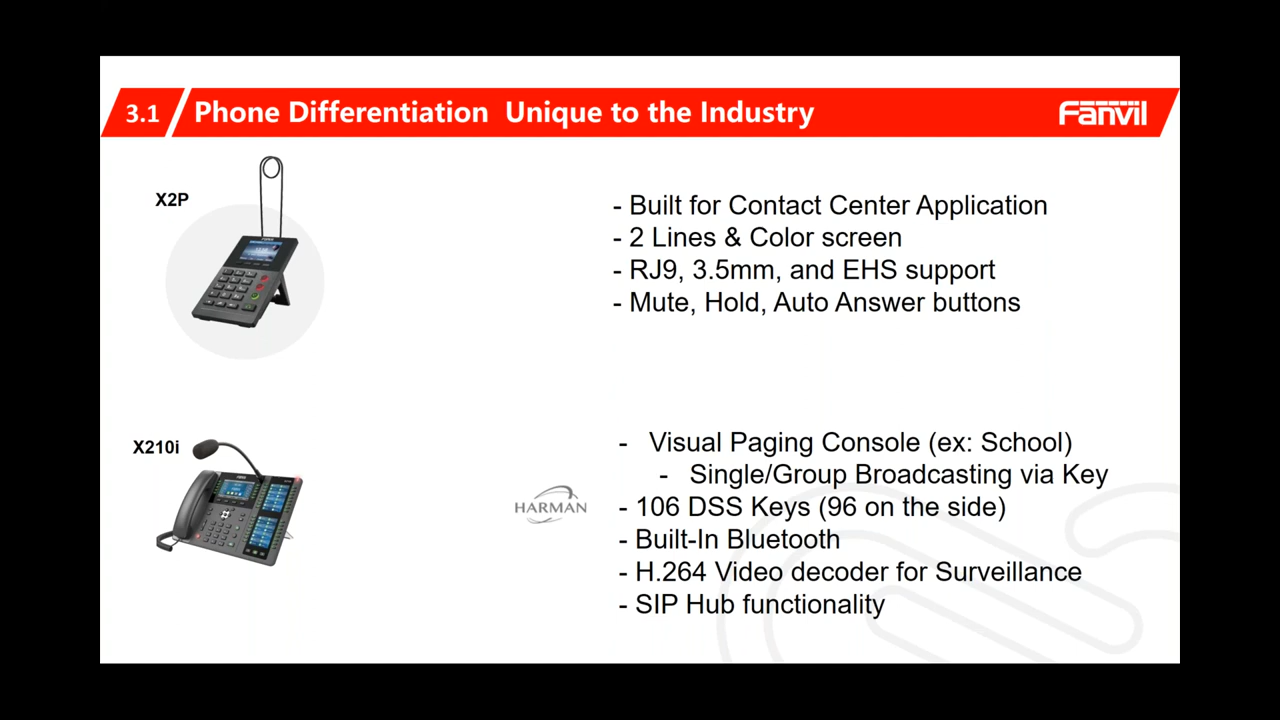 3.1 Phone Differentiation Unique to the Industry Fanvil
X2P
- Built for Contact Center Application
- 2 Lines & Color screen
- RJ9, 3.5mm, and EHS support
- Mute, Hold, Auto Answer buttons
X210i
HARMAN
- Visual Paging Console (ex: School)
- Single/Group Broadcasting via Key
- 106 DSS Keys (96 on the side)
- Built-In Bluetooth
- H.264 Video decoder for Surveillance
- SIP Hub functionality